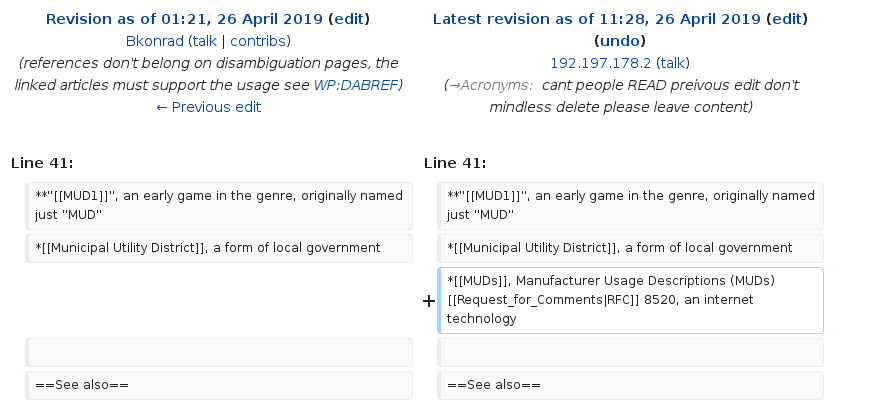 Revision as of 01:21, 26 April 2019 (edit)
Bkonrad (talk | contribs)
(references don't belong on disambiguation pages, the
linked articles must support the usage see WP:DABREF)
← Previous edit
Latest revision as of 11:28, 26 April 2019 (edit)
(undo)
192.197.178.2 (talk)
(→Acronyms: cant people READ preivous edit don't
mindless delete please leave content)
Line 41:
Line 41:
**"[[MUD1]]", an early game in the genre, originally named
just "MUD"
**"[[MUD1]]", an early game in the genre, originally named
just "MUD"
*[[Municipal Utility District]], a form of local government
*[[Municipal Utility District]], a form of local government
+
*[[MUDs]], Manufacturer Usage Descriptions (MUDs)
[[Request_for_Comments|RFC]] 8520, an internet
technology
==See also==
==See also==